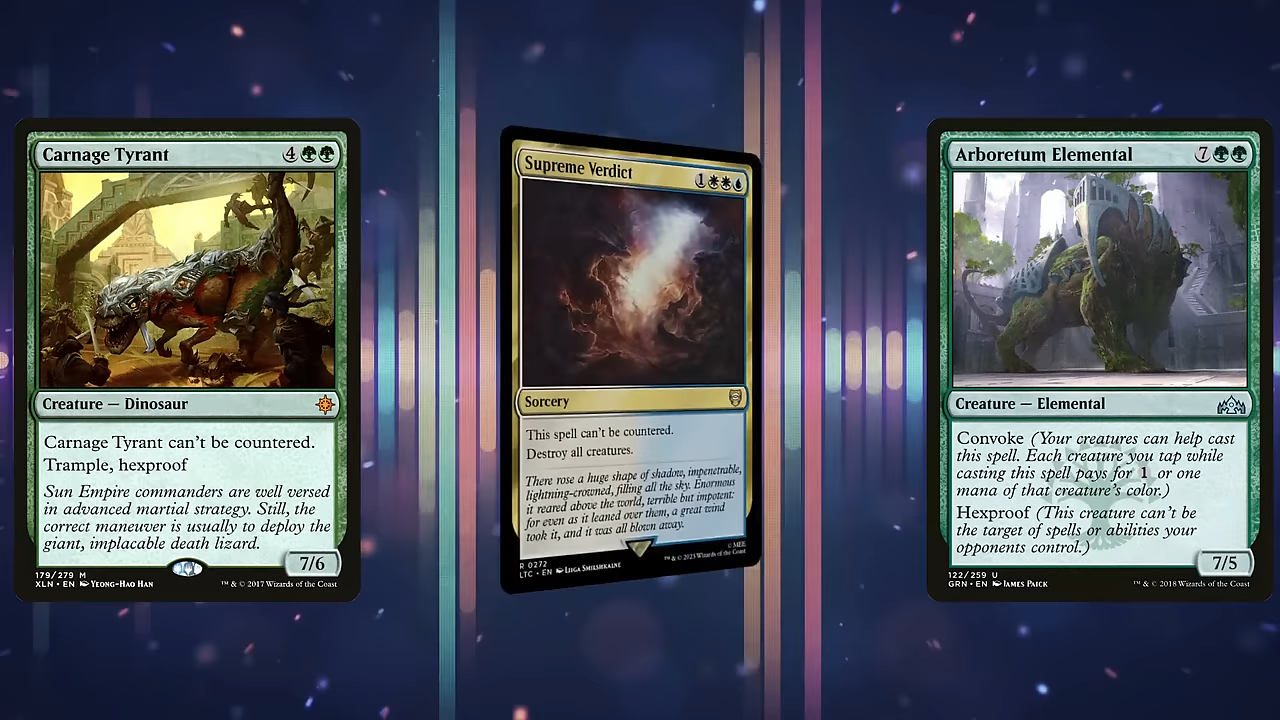 Carnage Tyrant
4
Creature — Dinosaur
Carnage Tyrant can't be countered.
Trample, hexproof
Sun Empire commanders are well versed
in advanced martial strategy. Still, the
correct maneuver is usually to deploy the
giant, implacable death lizard.
7/6
179/279 M
XLN • EN Yeong-Hao Han
™ & © 2017 Wizards of the Coast
Supreme Verdict
1
Sorcery
This spell can't be countered.
Destroy all creatures.
There rose a huge shape of shadow, impenetrable,
lightning-crowned, filling all the sky. Enormous
it reared above the world, terrible but impotent:
for even as it leaned over them, a great wind
took it, and it was all blown away.
R 0272
LTC • EN
© MEE
™ & © 2023 Wizards of the Coast
Arboretum Elemental
7
Creature — Elemental
Convoke (Your creatures can help cast
this spell. Each creature you tap while
casting this spell pays for 1 or one
mana of that creature's color.)
Hexproof (This creature can't be
the target of spells or abilities your
opponents control.)
7/5
122/259 U
GRN • EN James Paick
™ & © 2018 Wizards of the Coast